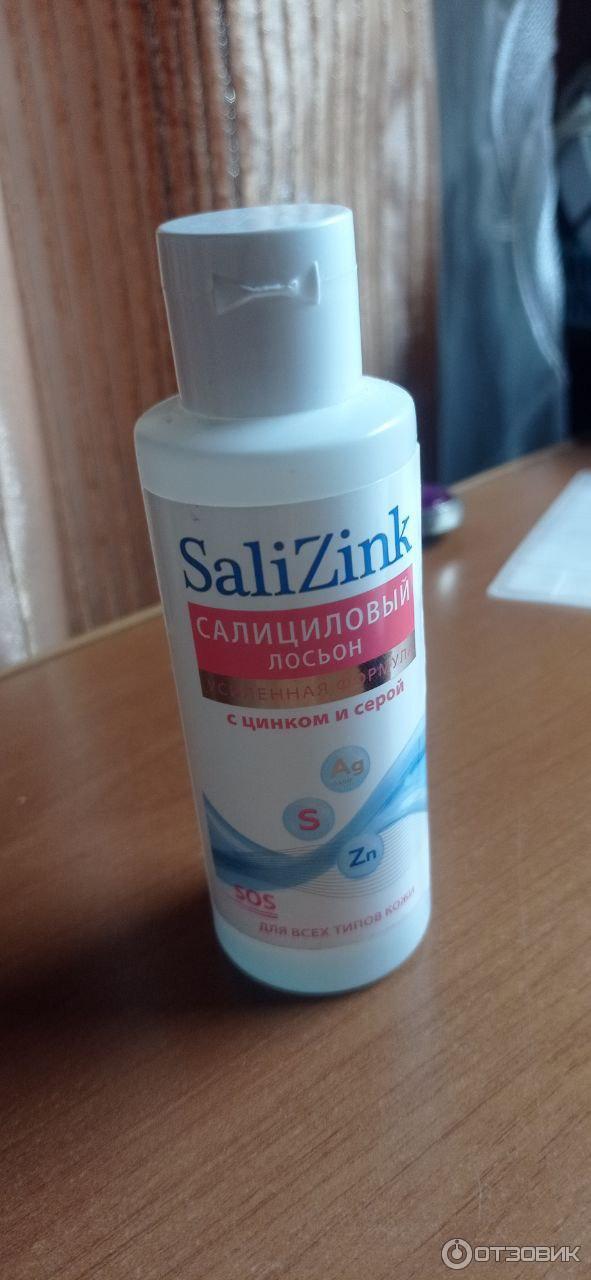 SaliZink
САЛИЦИЛОВЫЙ
ЛОСЬОН
УСИЛЕННАЯ ФОРМУЛА
с цинком и серой
Ag
S
Zn
SOS
ДЛЯ ВСЕХ ТИПОВ КОЖИ
ОТЗОВИК